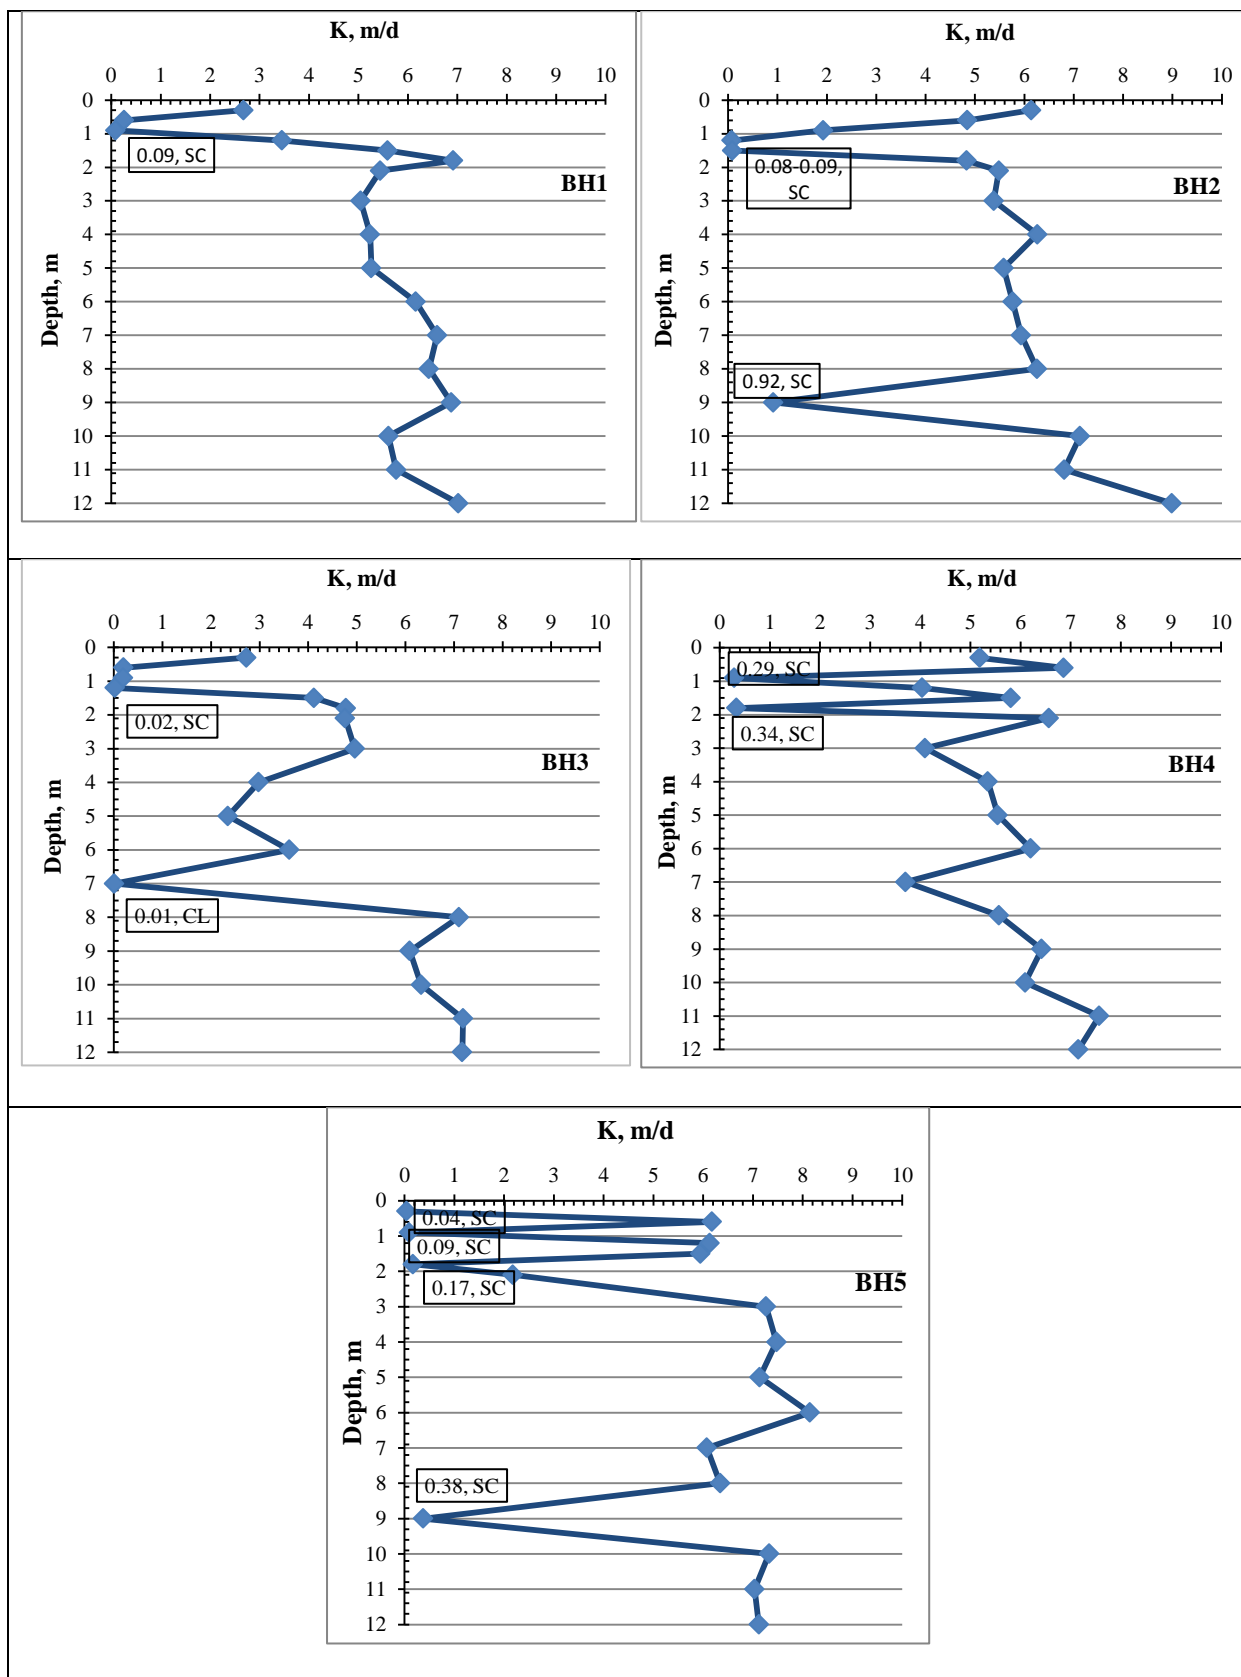 K, m/d
0 1 2 3 4 5 6 7 8 9 10
0
1
2
3
4
5
6
7
8
9
10
11
12
Depth, m
0.09, SC
BH1
K, m/d
0 1 2 3 4 5 6 7 8 9 10
0
1
2
3
4
5
6
7
8
9
10
11
12
Depth, m
0.08-0.09,
SC
BH2
0.92, SC
K, m/d
0 1 2 3 4 5 6 7 8 9 10
0
1
2
3
4
5
6
7
8
9
10
11
12
Depth, m
0.02, SC
BH3
0.01, CL
K, m/d
0 1 2 3 4 5 6 7 8 9 10
0
1
2
3
4
5
6
7
8
9
10
11
12
Depth, m
0.29, SC
0.34, SC
BH4
K, m/d
0 1 2 3 4 5 6 7 8 9 10
0
1
2
3
4
5
6
7
8
9
10
11
12
Depth, m
0.04, SC
0.09, SC
0.17, SC
BH5
0.38, SC